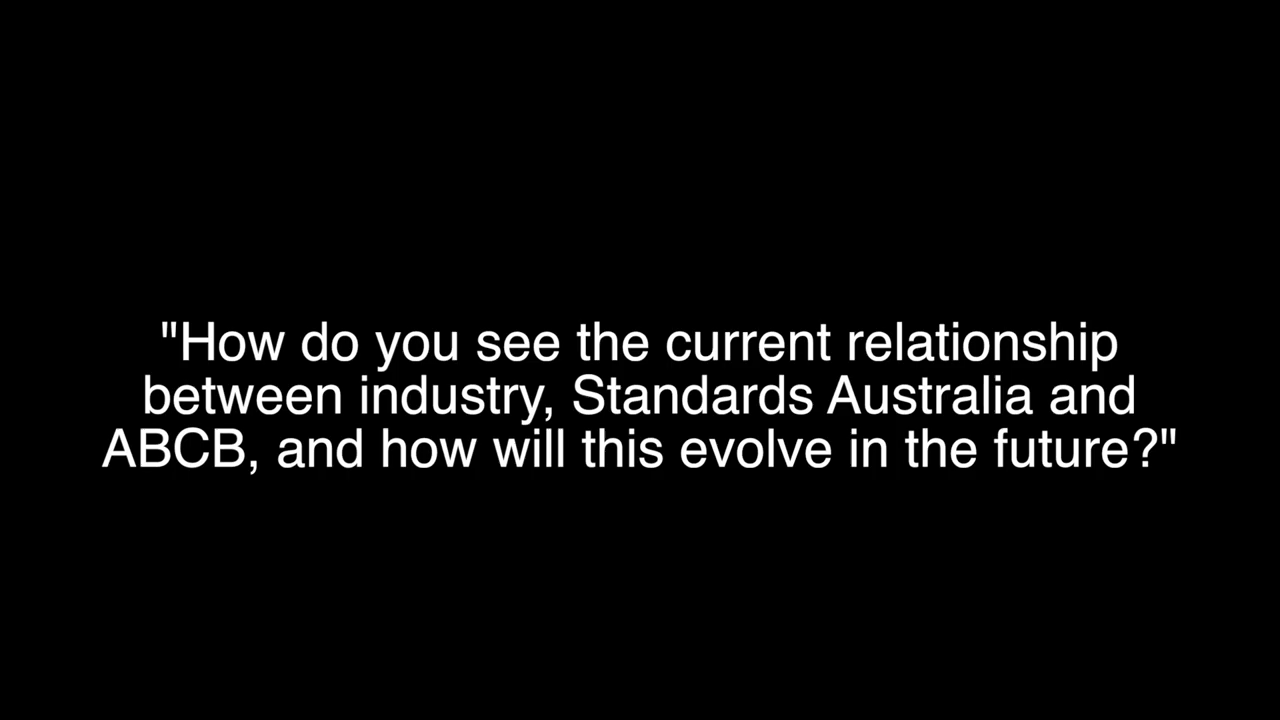 "How do you see the current relationship
between industry, Standards Australia and
ABCB, and how will this evolve in the future?"